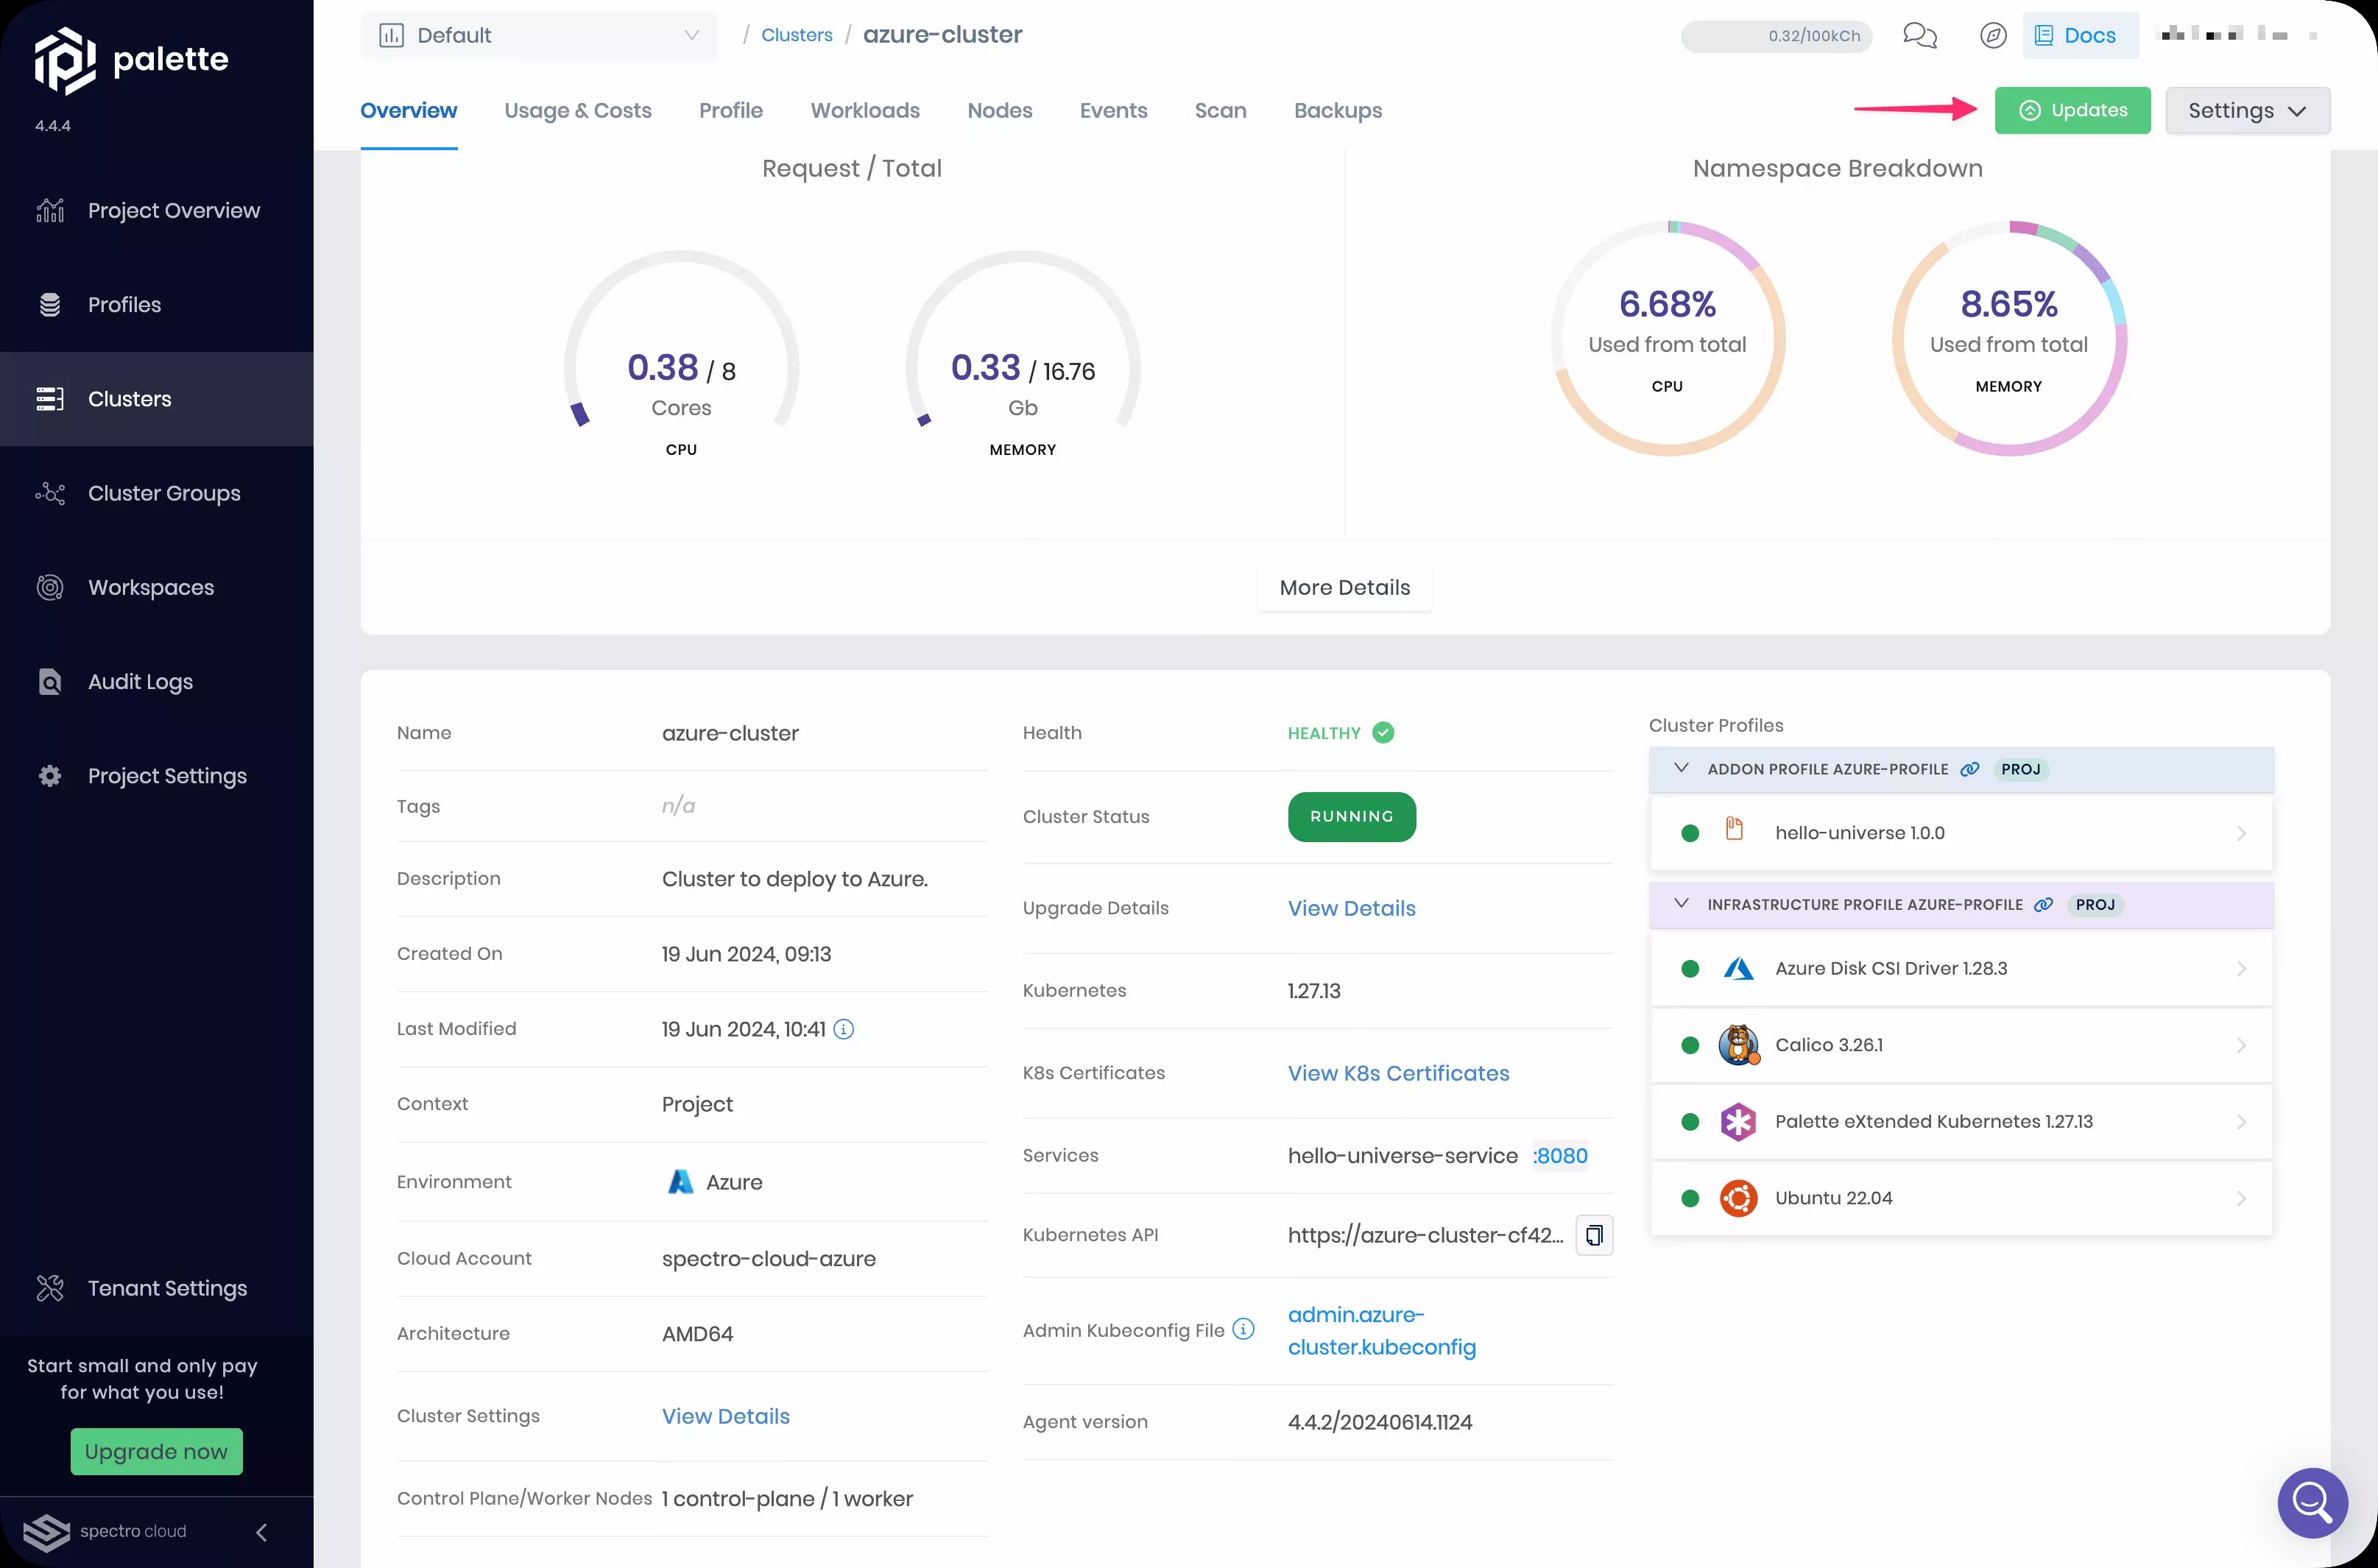 palette
4.4.4
Project Overview
Profiles
Clusters
Cluster Groups
Workspaces
Audit Logs
Project Settings
Tenant Settings
Start small and only pay
for what you use!
Upgrade now
spectro cloud
Default
/ Clusters / azure-cluster
0.32/100kCh
Docs
Overview
Usage & Costs
Profile
Workloads
Nodes
Events
Scan
Backups
Updates
Settings
Request / Total
0.38 / 8
Cores
CPU
0.33 / 16.76
Gb
MEMORY
Namespace Breakdown
6.68%
Used from total
CPU
8.65%
Used from total
MEMORY
More Details
Name azure-cluster
Tags n/a
Description Cluster to deploy to Azure.
Created On 19 Jun 2024, 09:13
Last Modified 19 Jun 2024, 10:41
Context Project
Environment Azure
Cloud Account spectro-cloud-azure
Architecture AMD64
Cluster Settings View Details
Control Plane/Worker Nodes 1 control-plane / 1 worker
Health HEALTHY
Cluster Status RUNNING
Upgrade Details View Details
Kubernetes 1.27.13
K8s Certificates View K8s Certificates
Services hello-universe-service :8080
Kubernetes API https://azure-cluster-cf42...
Admin Kubeconfig File admin.azure-
cluster.kubeconfig
Agent version 4.4.2/20240614.1124
Cluster Profiles
ADDON PROFILE AZURE-PROFILE PROJ
hello-universe 1.0.0
INFRASTRUCTURE PROFILE AZURE-PROFILE PROJ
Azure Disk CSI Driver 1.28.3
Calico 3.26.1
Palette eXtended Kubernetes 1.27.13
Ubuntu 22.04